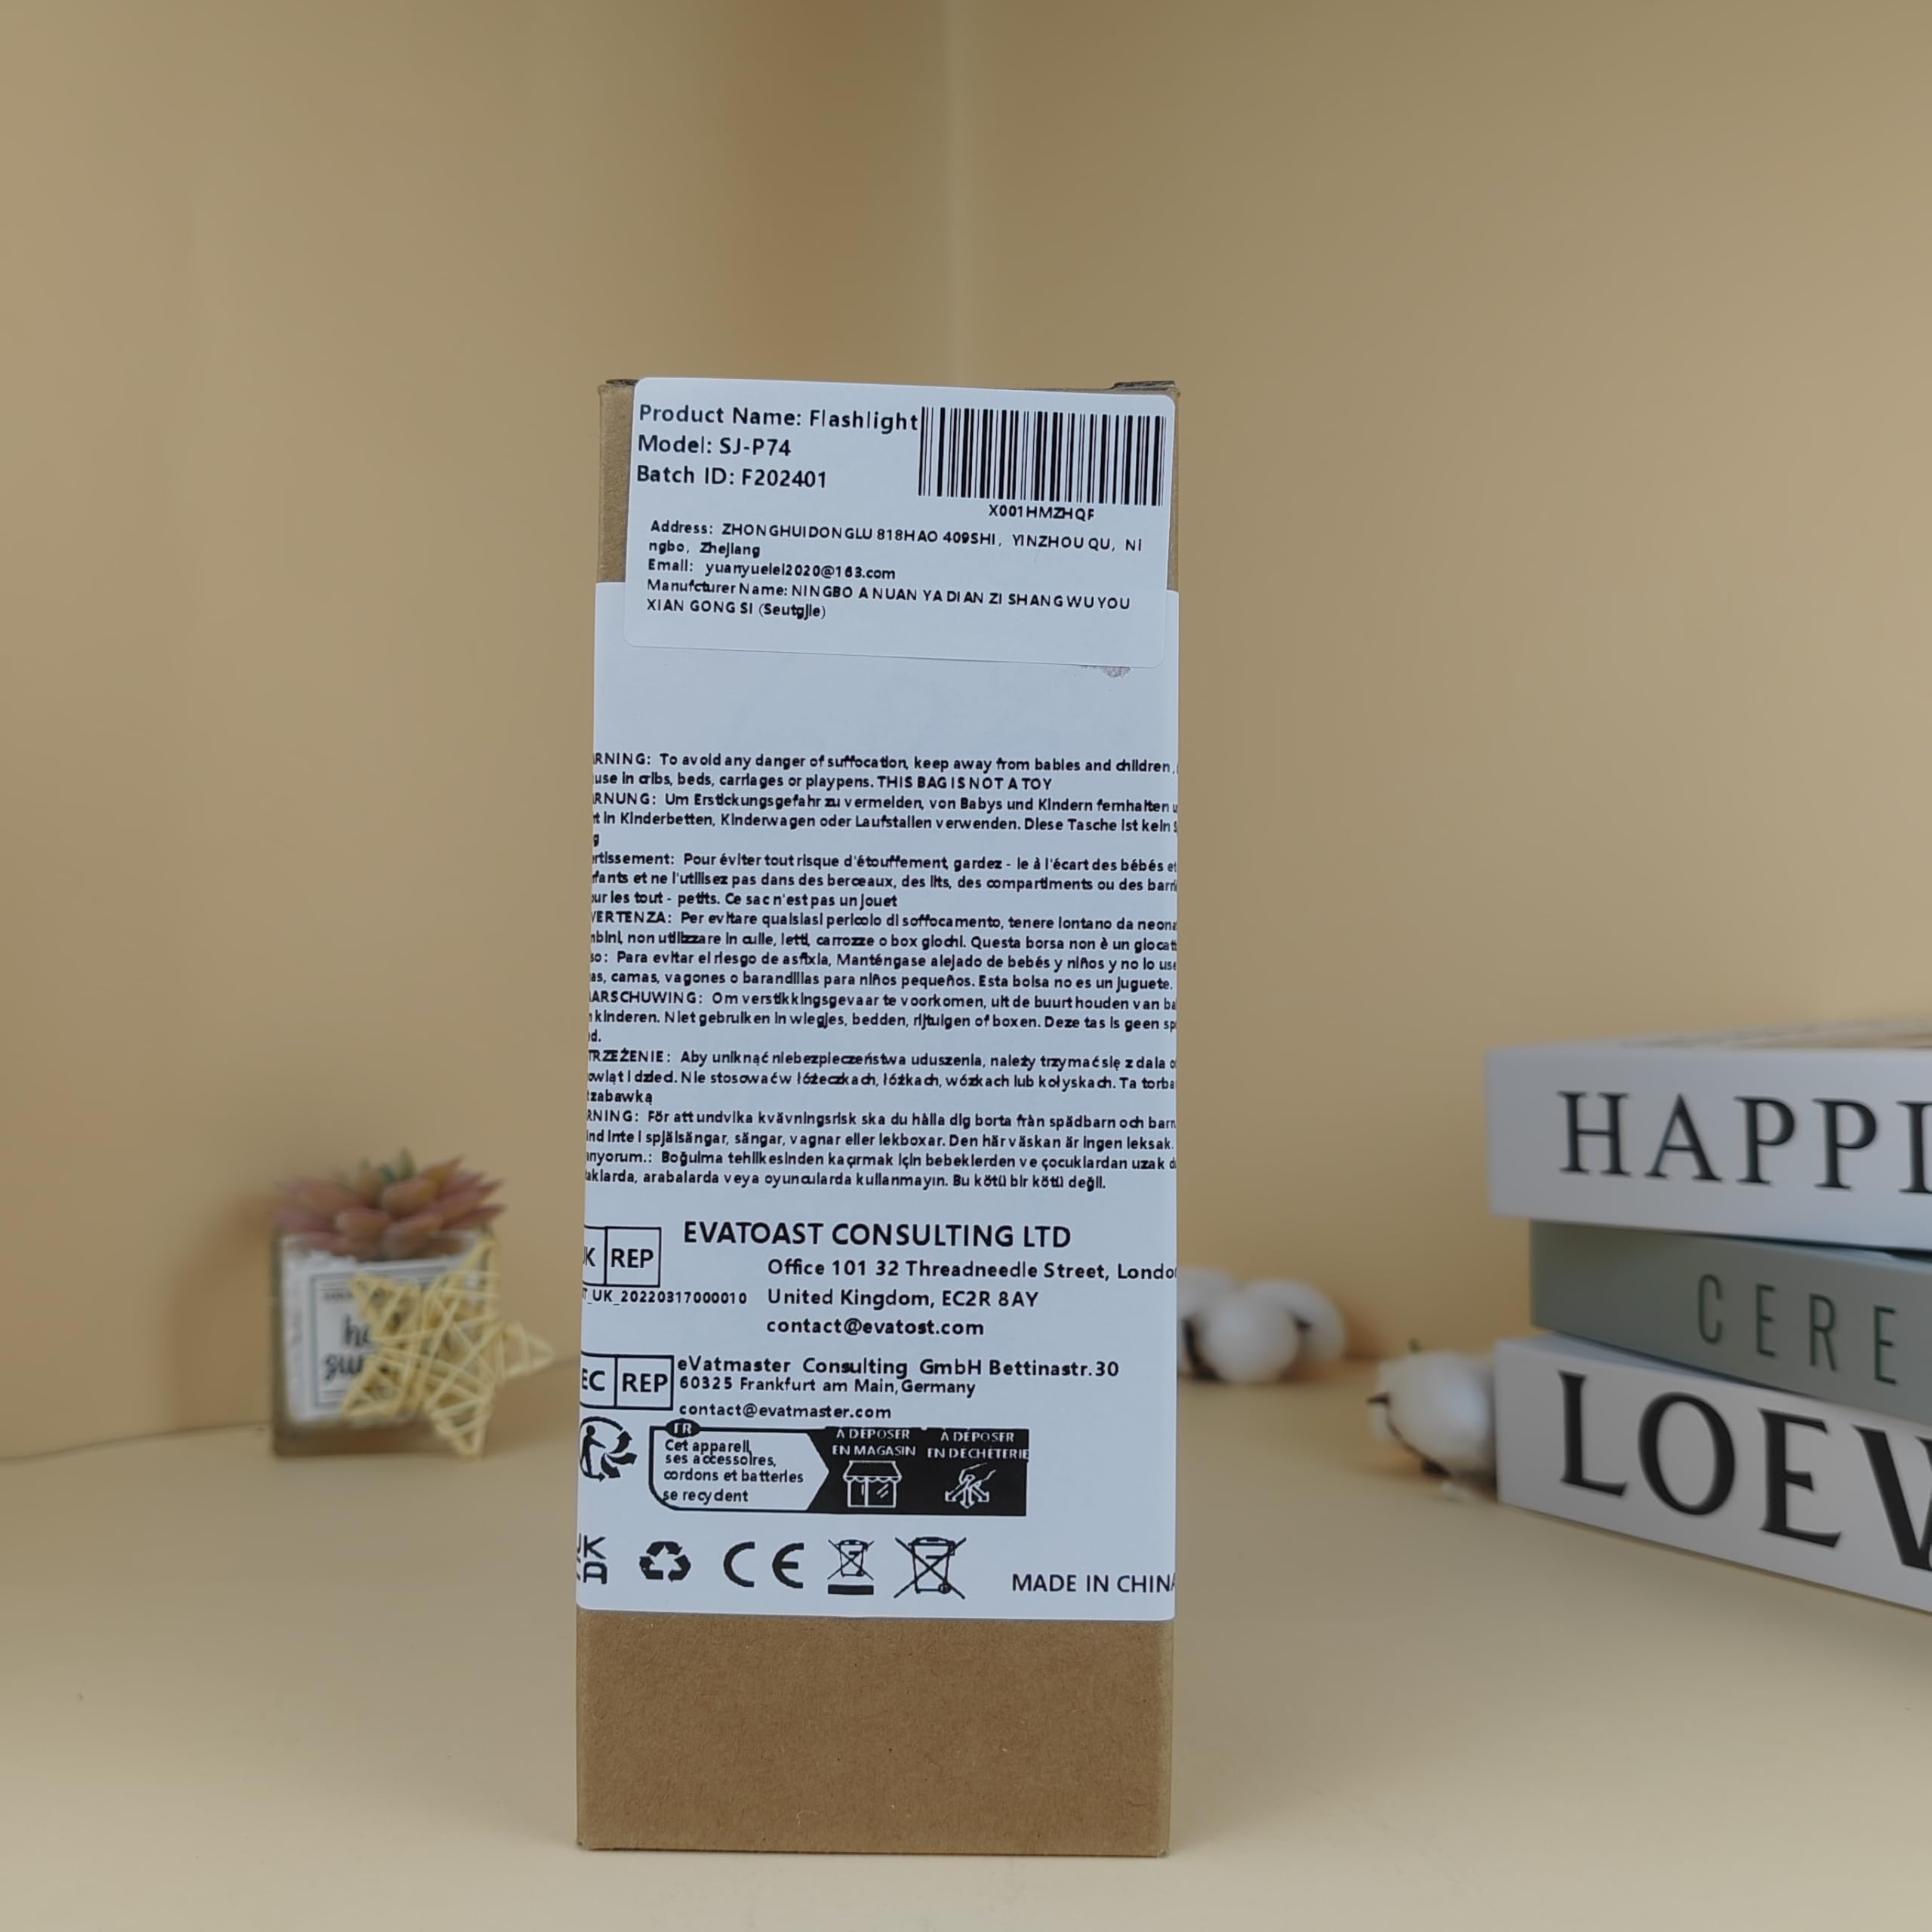 Product Name: Flashlight
Model: SJ-P74
Batch ID: F202401
X001HMZHQF
Address: ZHONGHUIDONGLU 818HAO 409SHI, YINZHOU QU, Ni
ngbo, Zhejiang
Email: yuanyuelei2020@163.com
Manufcturer Name: NINGBO A NUAN YA DIAN ZI SHANG WU YOU
XIAN GONG SI (Seutgjie)
RNING: To avoid any danger of suffocation, keep away from babies and children.
use in cribs, beds, carriages or playpens. THIS BAG IS NOT A TOY
RNUNG: Um Erstickungsgefahr zu vermeiden, von Babys und Kindern fernhalten u
t in Kinderbetten, Kinderwagen oder Laufstallen verwenden. Diese Tasche ist kein S
g
rtissement: Pour éviter tout risque d'étouffement, gardez - le à l'écart des bébés et
fants et ne l'utilisez pas dans des berceaux, des lits, des compartiments ou des barri
ur les tout - petits. Ce sac n'est pas un jouet
VERTENZA: Per evitare qualsiasi pericolo di soffocamento, tenere lontano da neona
mbini, non utilizzare in culle, letti, carrozze o box giochi. Questa borsa non è un giocatt
so: Para evitar el riesgo de asfixia, Manténgase alejado de bebés y niños y no lo use
as, camas, vagones o barandillas para niños pequeños. Esta bolsa no es un juguete.
ARSCHUWING: Om verstikkingsgevaar te voorkomen, uit de buurt houden van ba
n kinderen. Niet gebruiken in wiegjes, bedden, rijtuigen of boxen. Deze tas is geen sp
d.
TRZEŻENIE: Aby uniknąć niebezpieczeństwa uduszenia, należy trzymać się z dala o
owląt i dzieci. Nie stosować w łóżeczkach, łóżkach, wózkach lub kołyskach. Ta torba
zabawką
RNING: För att undvika kvävningsrisk ska du hålla dig borta från spädbarn och barn
nd inte i spjälsängar, sängar, vagnar eller lekboxar. Den här väskan är ingen leksak.
ıyorum.: Boğulma tehlikesinden kaçırmak için bebeklerden ve çocuklardan uzak d
aklarda, arabalarda veya oyuncularda kullanmayın. Bu kötü bir kötü değil.
K REP
EVATOAST CONSULTING LTD
Office 101 32 Threadneedle Street, Londo
T_UK_20220317000010
United Kingdom, EC2R 8AY
contact@evatost.com
EC REP
eVatmaster Consulting GmbH Bettinastr.30
60325 Frankfurt am Main, Germany
contact@evatmaster.com
FR
Cet appareil,
ses accessoires,
cordons et batteries
se recyclent
À DÉPOSER
EN MAGASIN
À DÉPOSER
EN DÉCHÈTERIE
UK
CA
CE
MADE IN CHINA
HAPPI
CERE
LOEW